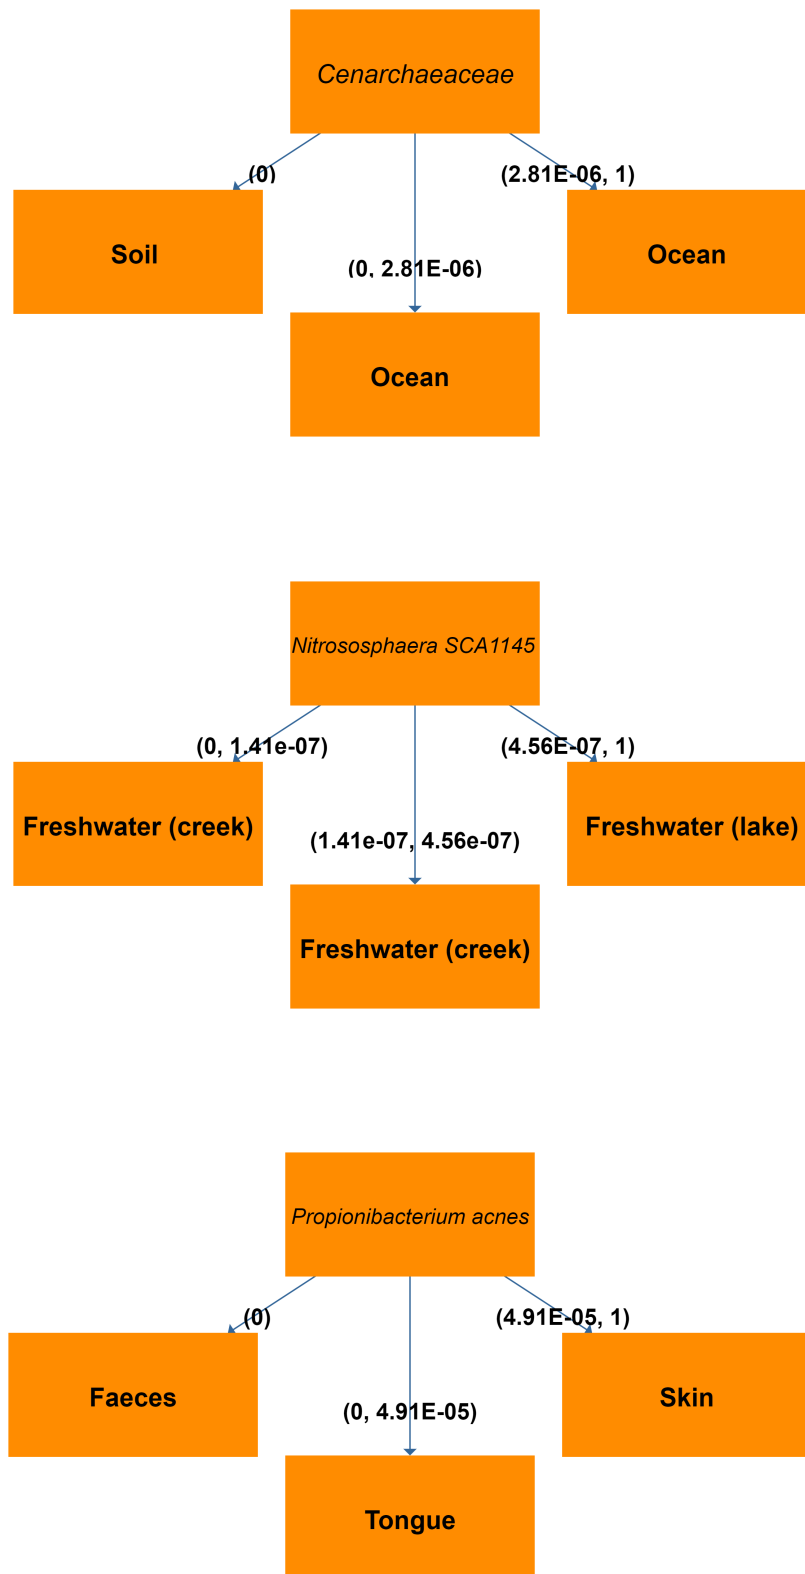 Cenarchaeaceae
(0)
(2.81E-06, 1)
Soil
Ocean
(0, 2.81E-06)
Ocean
Nitrososphaera SCA1145
(0, 1.41e-07)
(4.56E-07, 1)
Freshwater (creek)
Freshwater (lake)
(1.41e-07, 4.56e-07)
Freshwater (creek)
Propionibacterium acnes
(0)
(4.91E-05, 1)
Faeces
Skin
(0, 4.91E-05)
Tongue